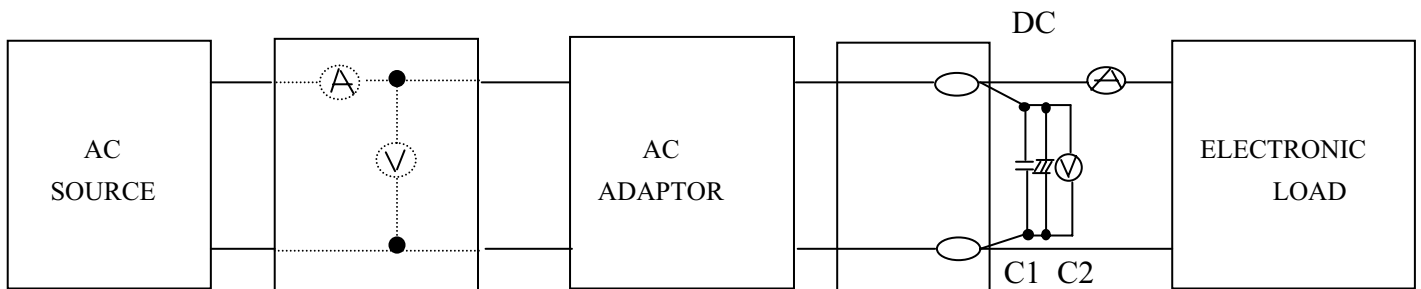 DC
A
A
AC
SOURCE
V
AC
ADAPTOR
V
ELECTRONIC
LOAD
C1 C2